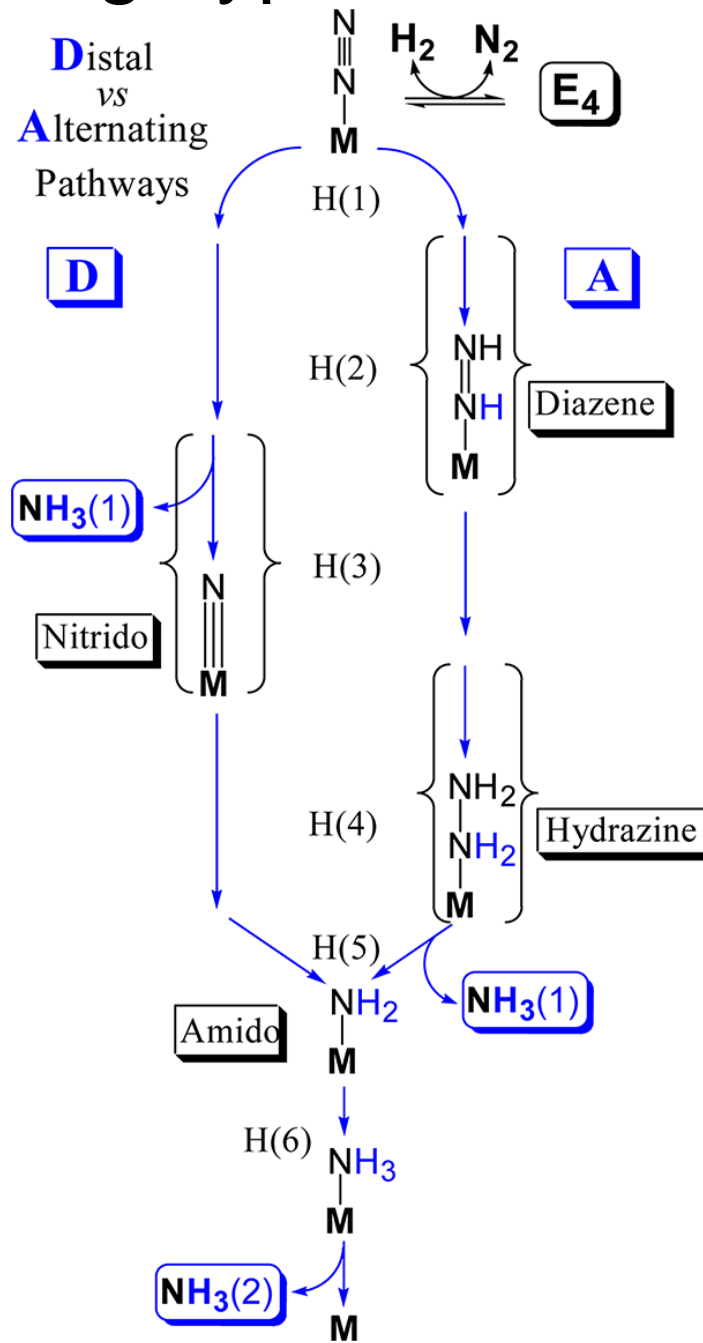 Distal
vs
Alternating
Pathways
N
N
M
H2 N2
E4
H(1)
D
A
H(2)
NH
NH
M
Diazene
NH3(1)
H(3)
N
M
Nitrido
H(4)
NH2
NH2
M
Hydrazine
H(5)
NH3(1)
NH2
M
Amido
H(6)
NH3
M
NH3(2)
M